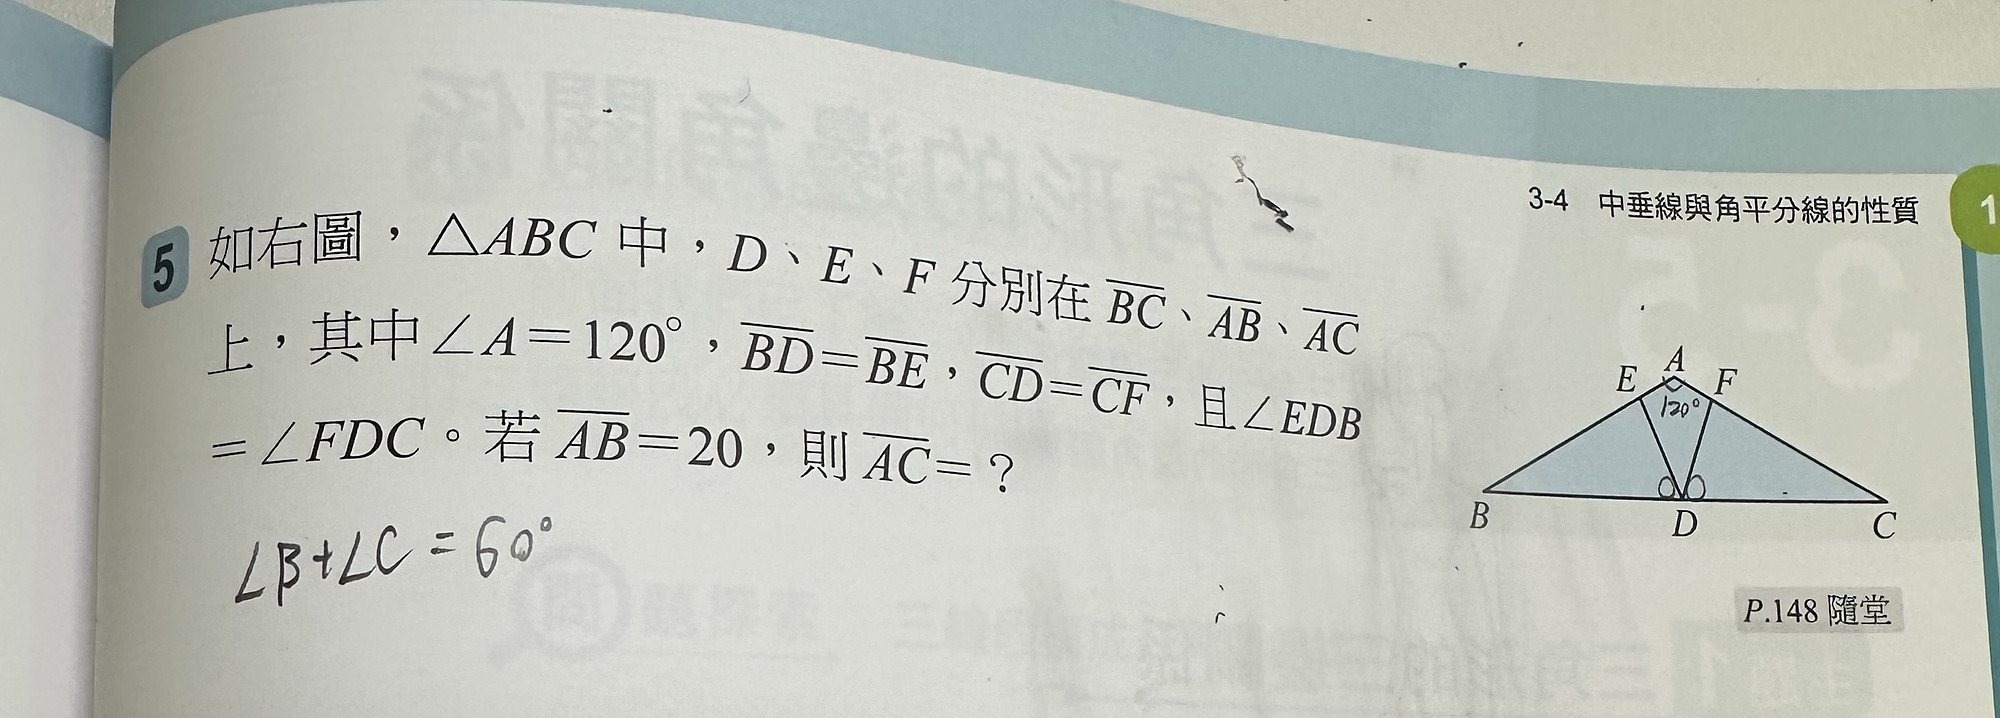 3-4 中垂線與角平分線的性質
1
5 如右圖，△ABC 中，D、E、F 分別在 BC、AB、AC
上，其中∠A＝120°，BD＝BE，CD＝CF，且∠EDB
＝∠FDC。若 AB＝20，則 AC＝？
∠B+∠C = 60°
A
E F
120°
B D C
P.148 隨堂